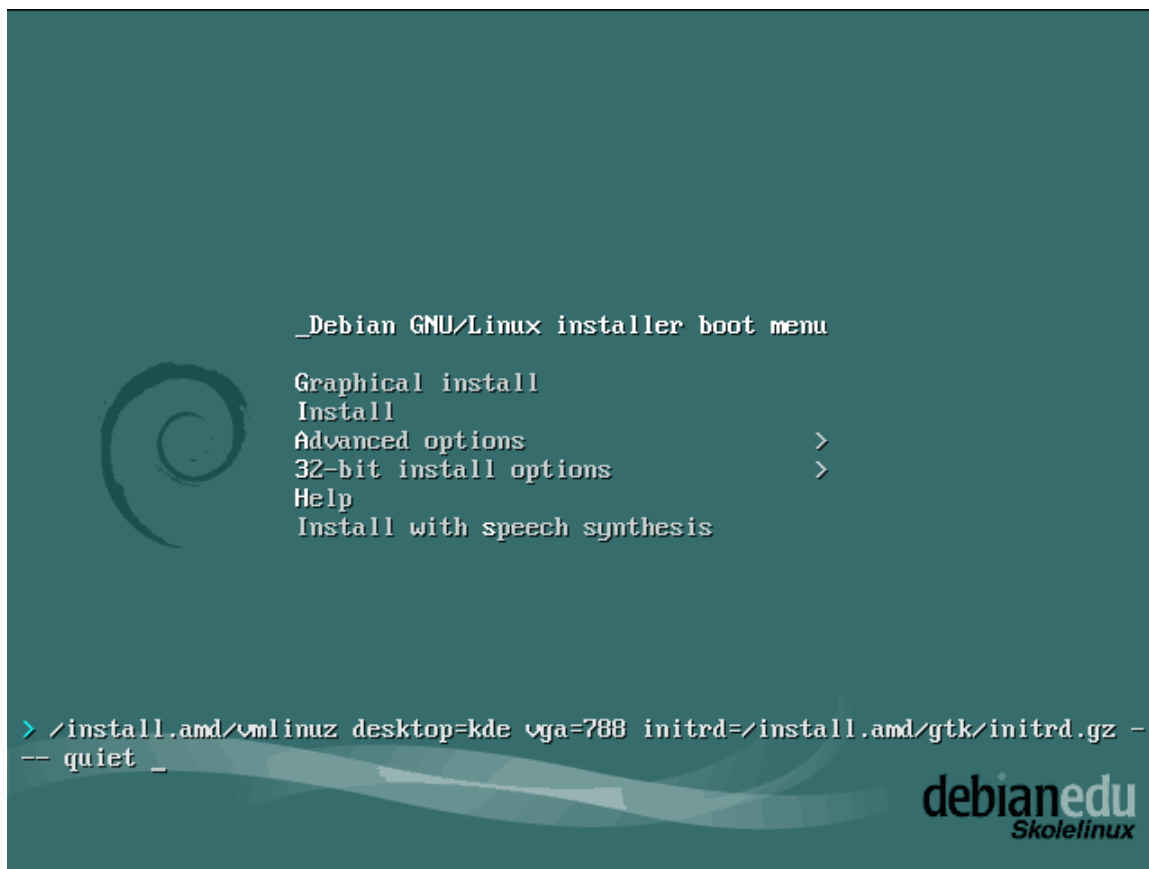 _Debian GNU/Linux installer boot menu
Graphical install
Install
Advanced options >
32-bit install options >
Help
Install with speech synthesis
> /install.amd/vmlinuz desktop=kde vga=788 initrd=/install.amd/gtk/initrd.gz -
-- quiet _
debianedu
Skolelinux